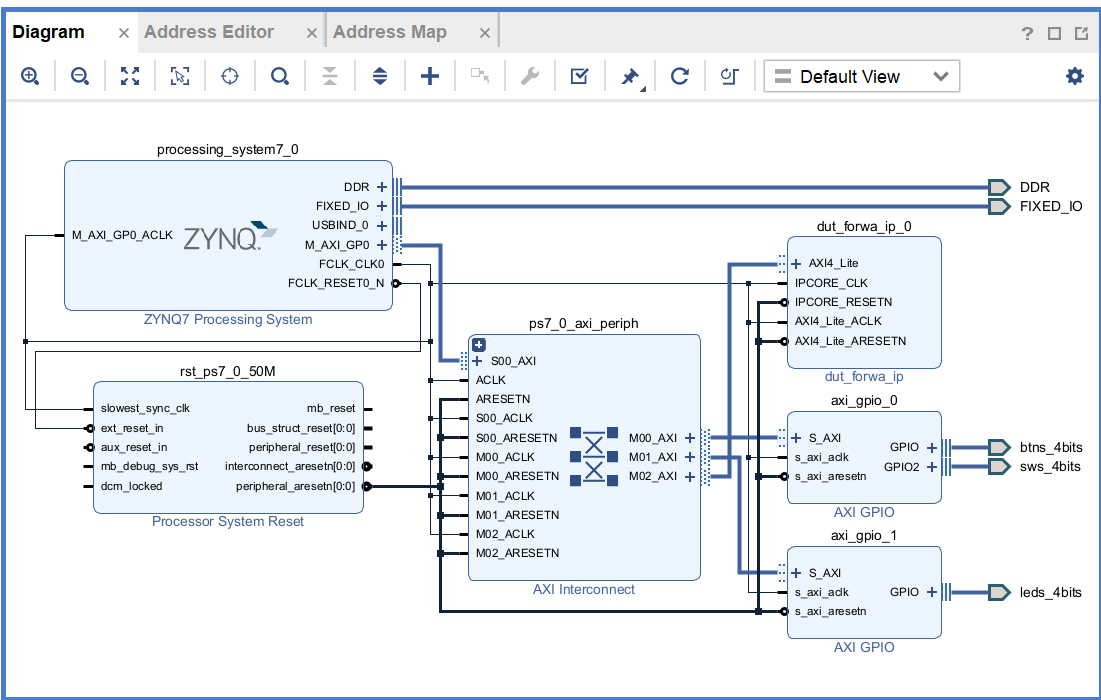 Diagram
Address Editor
Address Map
?
Default View
processing_system7_0
M_AXI_GP0_ACLK
ZYNQ
DDR
FIXED_IO
USBIND_0
M_AXI_GP0
FCLK_CLK0
FCLK_RESET0_N
ZYNQ7 Processing System
rst_ps7_0_50M
slowest_sync_clk
ext_reset_in
aux_reset_in
mb_debug_sys_rst
dcm_locked
mb_reset
bus_struct_reset[0:0]
peripheral_reset[0:0]
interconnect_aresetn[0:0]
peripheral_aresetn[0:0]
Processor System Reset
ps7_0_axi_periph
S00_AXI
ACLK
ARESETN
S00_ACLK
S00_ARESETN
M00_ACLK
M00_ARESETN
M01_ACLK
M01_ARESETN
M02_ACLK
M02_ARESETN
M00_AXI
M01_AXI
M02_AXI
AXI Interconnect
dut_forwa_ip_0
AXI4_Lite
IPCORE_CLK
IPCORE_RESETN
AXI4_Lite_ACLK
AXI4_Lite_ARESETN
dut_forwa_ip
axi_gpio_0
S_AXI
s_axi_aclk
s_axi_aresetn
GPIO
GPIO2
AXI GPIO
axi_gpio_1
S_AXI
s_axi_aclk
s_axi_aresetn
GPIO
AXI GPIO
DDR
FIXED_IO
btns_4bits
sws_4bits
leds_4bits